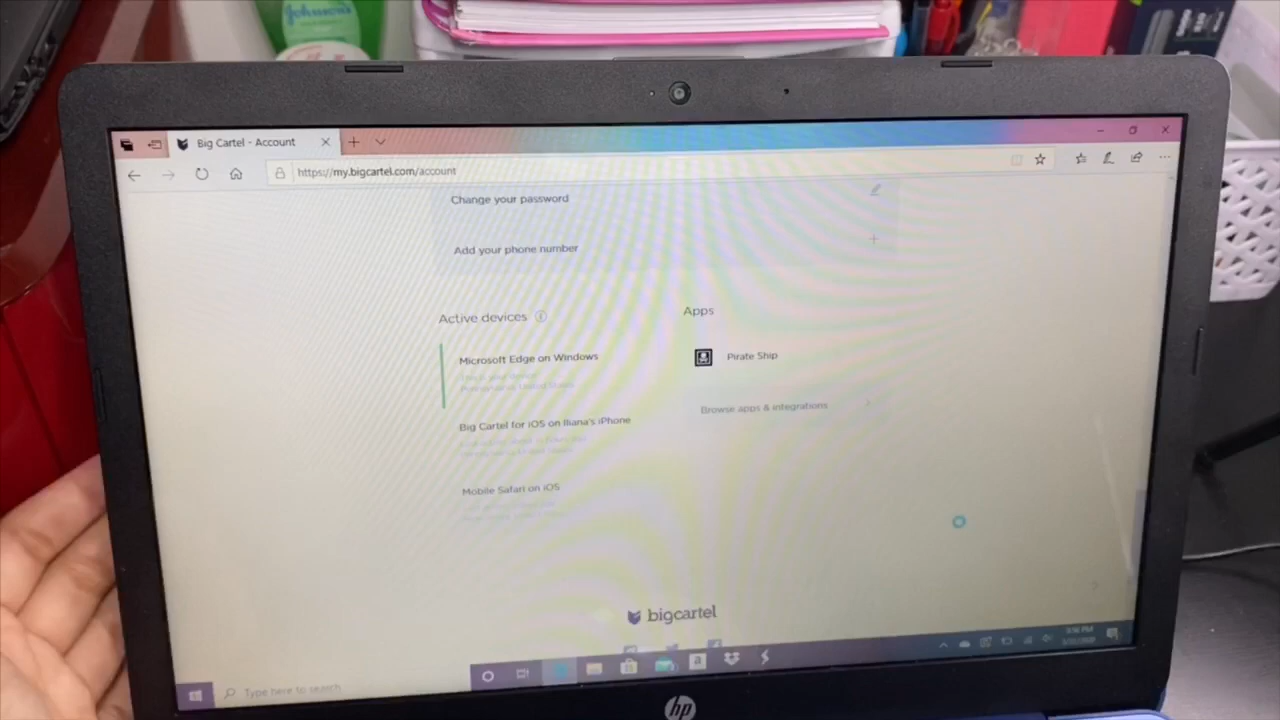 Johnson's
Big Cartel - Account
https://my.bigcartel.com/account
Change your password
Add your phone number
Active devices
Apps
Microsoft Edge on Windows
Pirate Ship
Browse apps & integrations
Big Cartel for iOS on Iliana's iPhone
Mobile Safari on iOS
bigcartel
Type here to search
hp